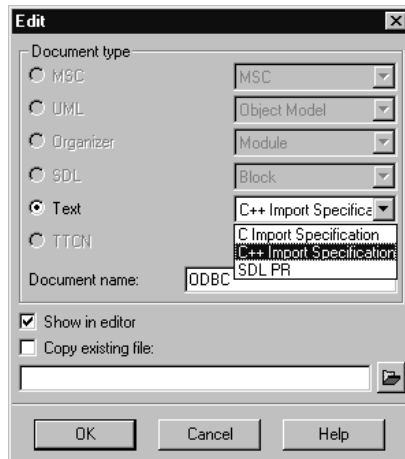 Edit
Document type
MSC MSC
UML Object Model
Organizer Module
SDL Block
Text C++ Import Specifica
C Import Specification
TTCN C++ Import Specification
SDL PR
Document name: ODBC
Show in editor
Copy existing file:
OK Cancel Help